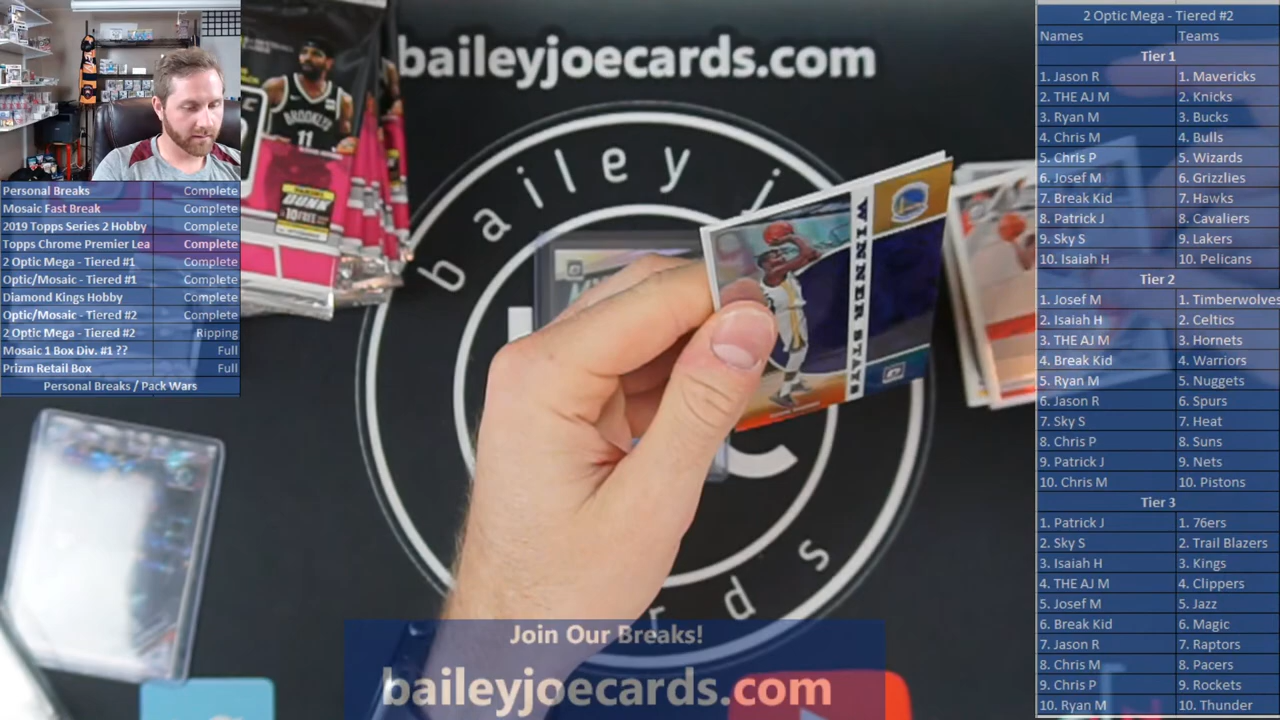 Personal Breaks Complete
Mosaic Fast Break Complete
2019 Topps Series 2 Hobby Complete
Topps Chrome Premier Lea Complete
2 Optic Mega - Tiered #1 Complete
Optic/Mosaic - Tiered #1 Complete
Diamond Kings Hobby Complete
Optic/Mosaic - Tiered #2 Complete
2 Optic Mega - Tiered #2 Ripping
Mosaic 1 Box Div. #1 ?? Full
Prizm Retail Box Full
Personal Breaks / Pack Wars
baileyjoecards.com
BROOKLYN
11
PANINI
DUNK
bailey j
rds
WINNER STAYS
Join Our Breaks!
baileyjoecards.com
2 Optic Mega - Tiered #2
Names Teams
Tier 1
1. Jason R 1. Mavericks
2. THE AJ M 2. Knicks
3. Ryan M 3. Bucks
4. Chris M 4. Bulls
5. Chris P 5. Wizards
6. Josef M 6. Grizzlies
7. Break Kid 7. Hawks
8. Patrick J 8. Cavaliers
9. Sky S 9. Lakers
10. Isaiah H 10. Pelicans
Tier 2
1. Josef M 1. Timberwolve
2. Isaiah H 2. Celtics
3. THE AJ M 3. Hornets
4. Break Kid 4. Warriors
5. Ryan M 5. Nuggets
6. Jason R 6. Spurs
7. Sky S 7. Heat
8. Chris P 8. Suns
9. Patrick J 9. Nets
10. Chris M 10. Pistons
Tier 3
1. Patrick J 1. 76ers
2. Sky S 2. Trail Blazers
3. Isaiah H 3. Kings
4. THE AJ M 4. Clippers
5. Josef M 5. Jazz
6. Break Kid 6. Magic
7. Jason R 7. Raptors
8. Chris M 8. Pacers
9. Chris P 9. Rockets
10. Ryan M 10. Thunder